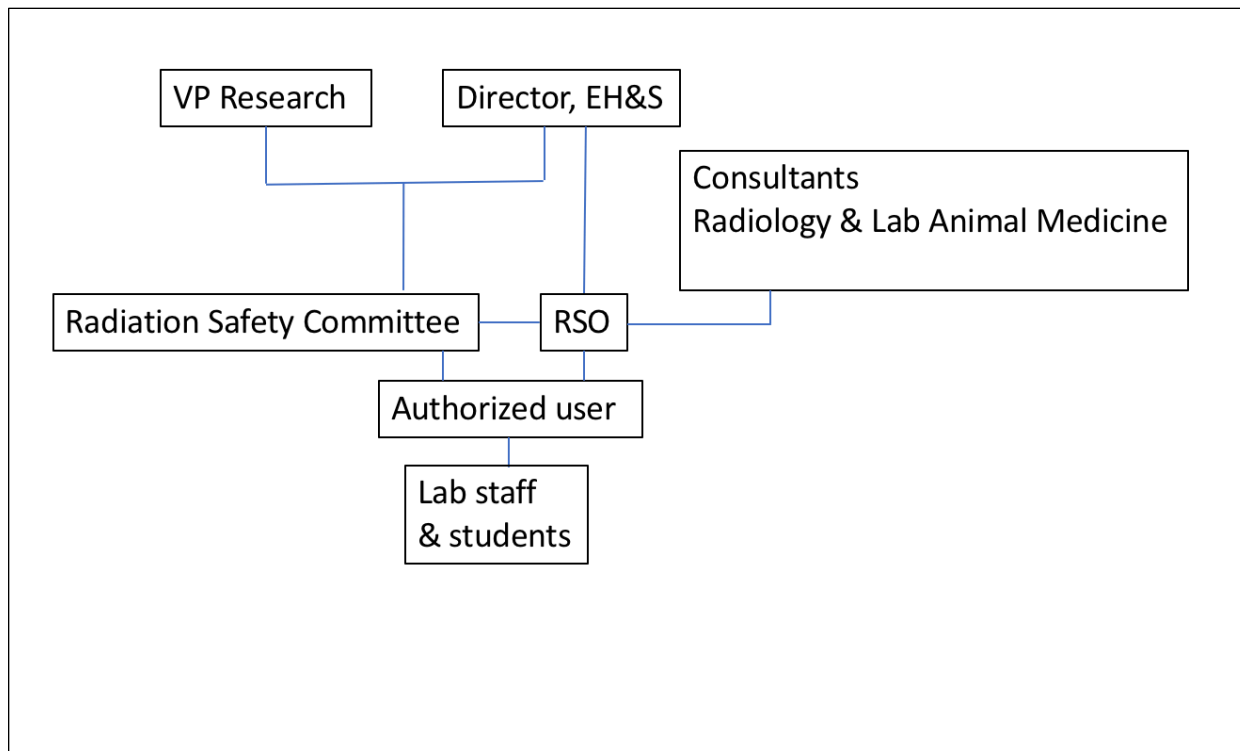 VP Research
Director, EH&S
Consultants
Radiology & Lab Animal Medicine
Radiation Safety Committee
RSO
Authorized user
Lab staff
& students